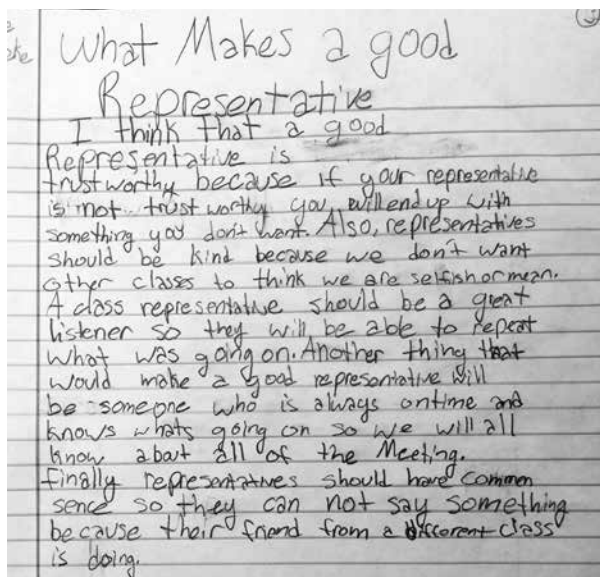 What Makes a good
Representative
I think that a good
Representative is
trustworthy because if your representative
is not trust worthy you will end up with
something you don't want. Also, representatives
should be kind because we don't want
other classes to think we are selfish or mean.
A class representative should be a great
listener so they will be able to repeat
what was going on. Another thing that
would make a good representative will
be someone who is always ontime and
knows whats going on so we will all
know abait all of the Meeting.
Finally representatives should have commen
sence so they can not say something
because their friend from a different class
is doing.